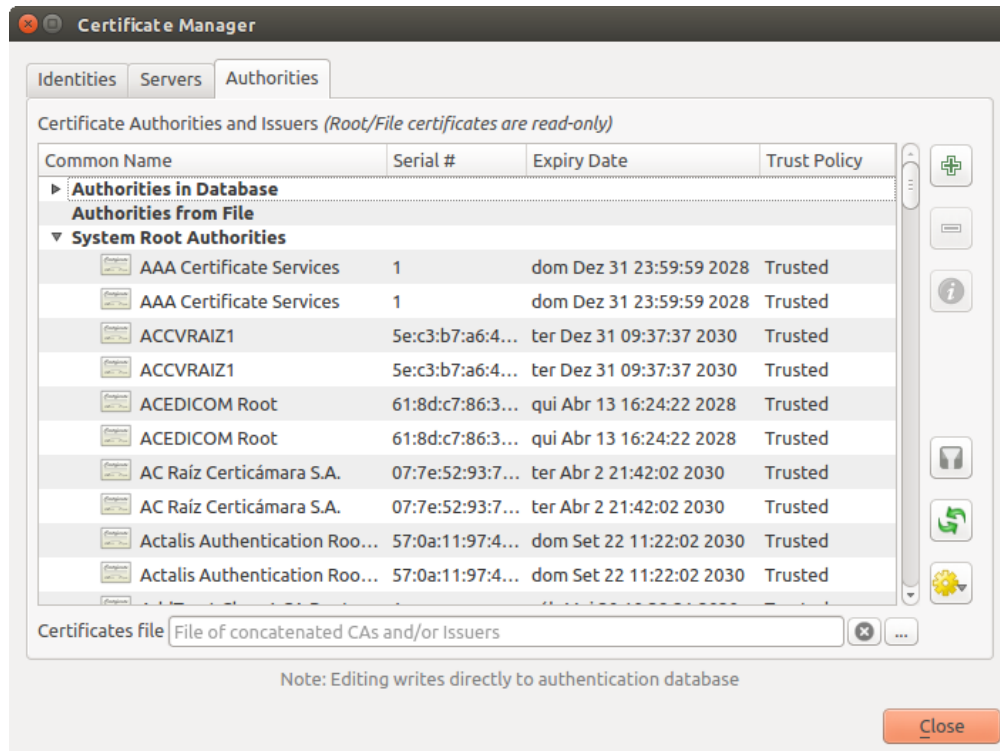 Certificate Manager
Identities Servers Authorities
Certificate Authorities and Issuers (Root/File certificates are read-only)
Common Name Serial # Expiry Date Trust Policy
Authorities in Database
Authorities from File
System Root Authorities
AAA Certificate Services 1 dom Dez 31 23:59:59 2028 Trusted
AAA Certificate Services 1 dom Dez 31 23:59:59 2028 Trusted
ACCVRAIZ1 5e:c3:b7:a6:4... ter Dez 31 09:37:37 2030 Trusted
ACCVRAIZ1 5e:c3:b7:a6:4... ter Dez 31 09:37:37 2030 Trusted
ACEDICOM Root 61:8d:c7:86:3... qui Abr 13 16:24:22 2028 Trusted
ACEDICOM Root 61:8d:c7:86:3... qui Abr 13 16:24:22 2028 Trusted
AC Raíz Certicámara S.A. 07:7e:52:93:7... ter Abr 2 21:42:02 2030 Trusted
AC Raíz Certicámara S.A. 07:7e:52:93:7... ter Abr 2 21:42:02 2030 Trusted
Actalis Authentication Roo... 57:0a:11:97:4... dom Set 22 11:22:02 2030 Trusted
Actalis Authentication Roo... 57:0a:11:97:4... dom Set 22 11:22:02 2030 Trusted
Certificates file File of concatenated CAs and/or Issuers ...
Note: Editing writes directly to authentication database
Close